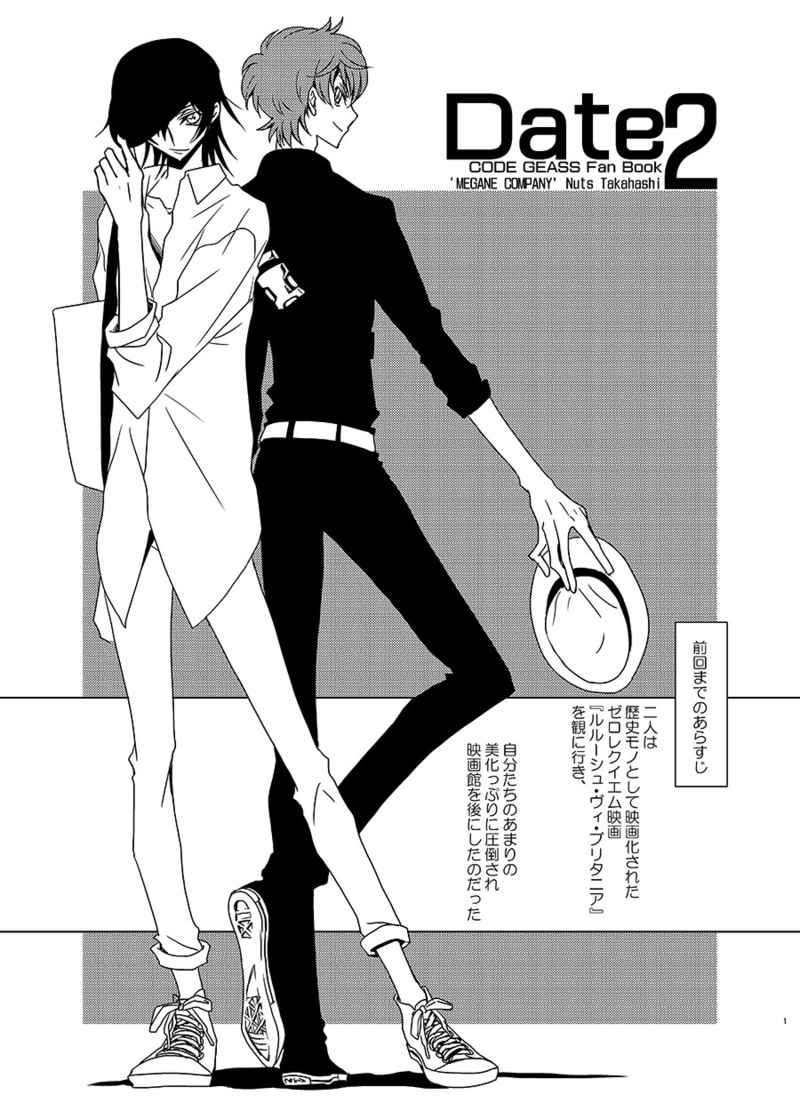 Date2
CODE GEASS Fan Book
'MEGANE COMPANY' Nuts Takahashi
前回までのあらすじ
二人は
歴史モノとして映画化された
ゼロレクイエム映画
『ルルーシュ・ヴィ・ブリタニア』
を観に行き、
自分たちのあまりの
美化っぷりに圧倒され
映画館を後にしたのだった
1